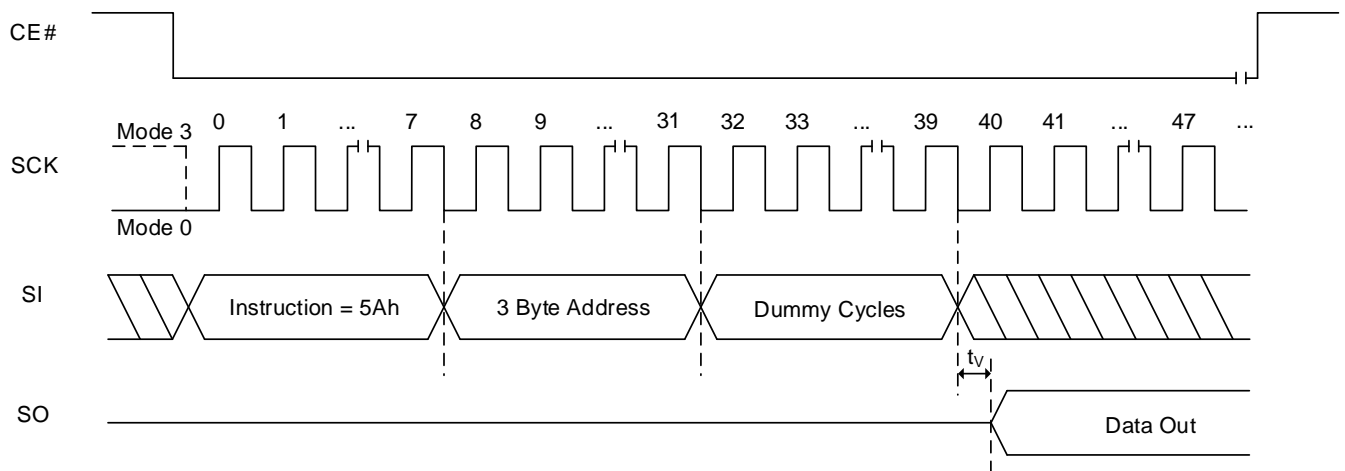 CE#
0 1 ... 7 8 9 ... 31 32 33 ... 39 40 41 ... 47 ...
Mode 3
SCK
Mode 0
SI
Instruction = 5Ah
3 Byte Address
Dummy Cycles
tV
SO
Data Out